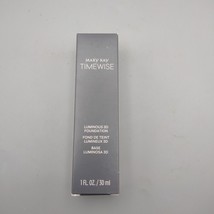 MARY KAY
TIMEWISE
LUMINOUS 3D
FOUNDATION
FOND DE TEINT
LUMINEUX 3D
BASE
LUMINOSA 3D
1 FL. OZ. / 30 mL